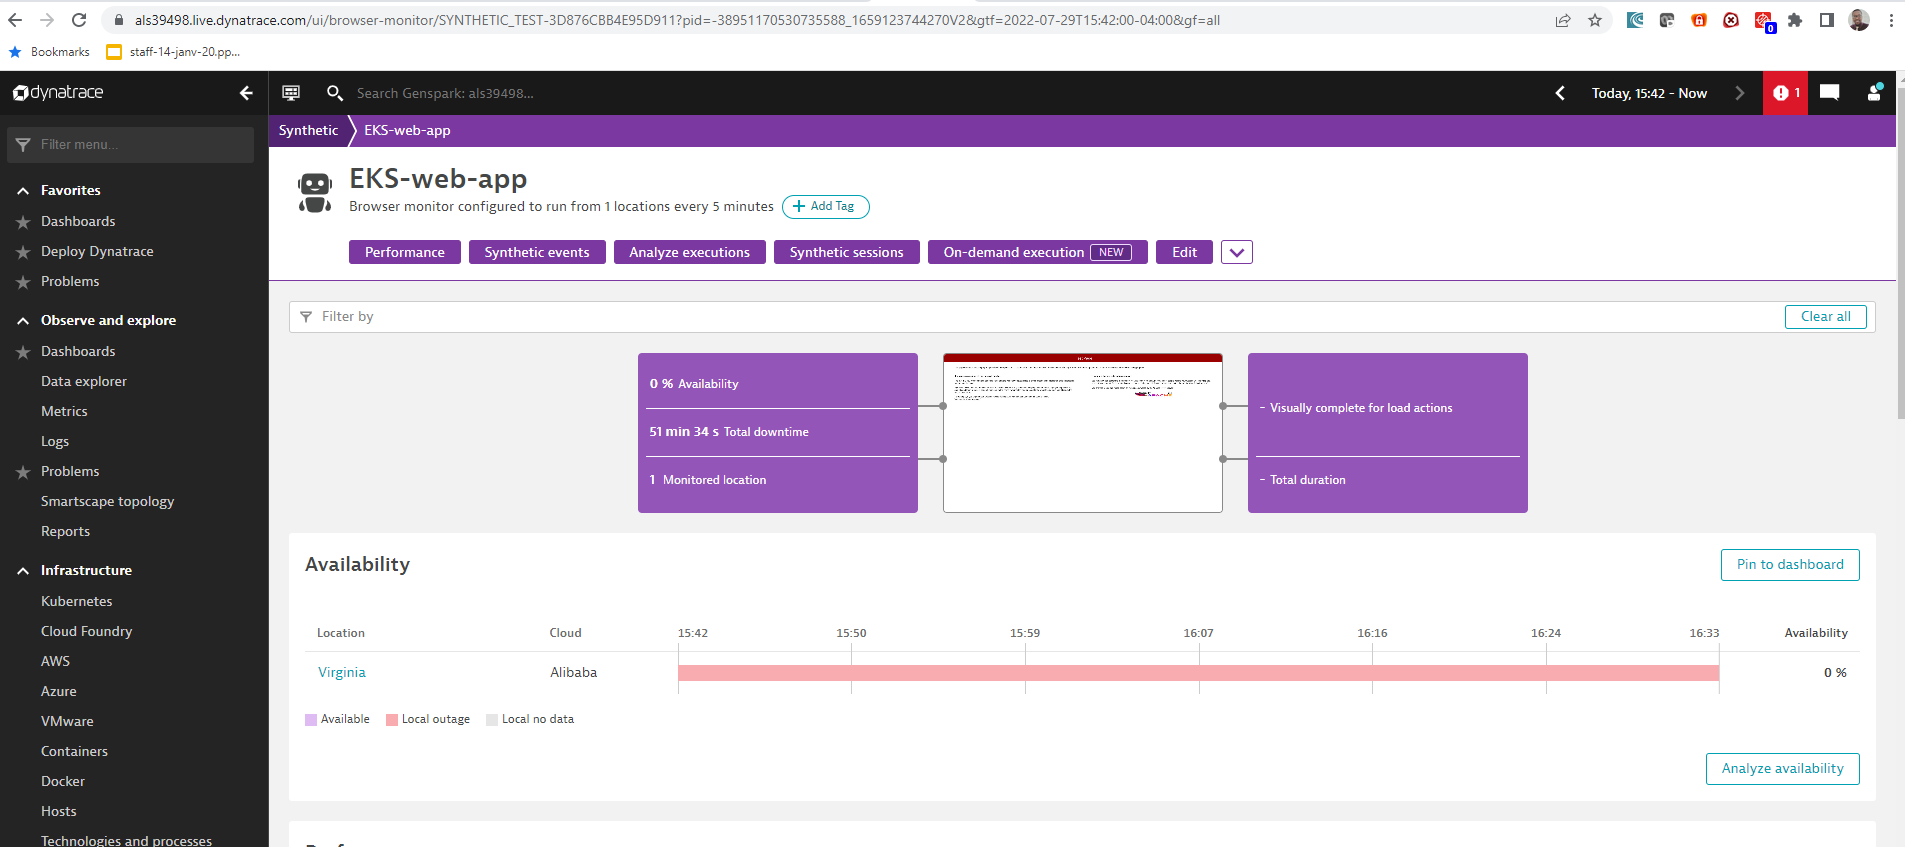 als39498.live.dynatrace.com/ui/browser-monitor/SYNTHETIC_TEST-3D876CBB4E95D911?pid=-38951170530735588_1659123744270V2&gtf=2022-07-29T15:42:00-04:00&gf=all
0
Bookmarks staff-14-janv-20.pp...
dynatrace
Search Genspark: als39498...
Today, 15:42 - Now
1
Filter menu...
Favorites
Dashboards
Deploy Dynatrace
Problems
Observe and explore
Dashboards
Data explorer
Metrics
Logs
Problems
Smartscape topology
Reports
Infrastructure
Kubernetes
Cloud Foundry
AWS
Azure
VMware
Containers
Docker
Hosts
Technologies and processes
Synthetic EKS-web-app
EKS-web-app
Browser monitor configured to run from 1 locations every 5 minutes + Add Tag
Performance Synthetic events Analyze executions Synthetic sessions On-demand execution NEW Edit
Filter by Clear all
0 % Availability
51 min 34 s Total downtime
1 Monitored location
- Visually complete for load actions
- Total duration
Availability Pin to dashboard
Location Cloud 15:42 15:50 15:59 16:07 16:16 16:24 16:33 Availability
Virginia Alibaba 0 %
Available Local outage Local no data
Analyze availability